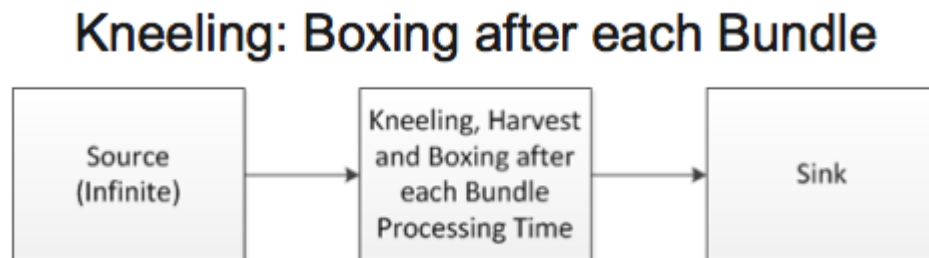 Kneeling: Boxing after each Bundle
Source
(Infinite)
Kneeling, Harvest
and Boxing after
each Bundle
Processing Time
Sink